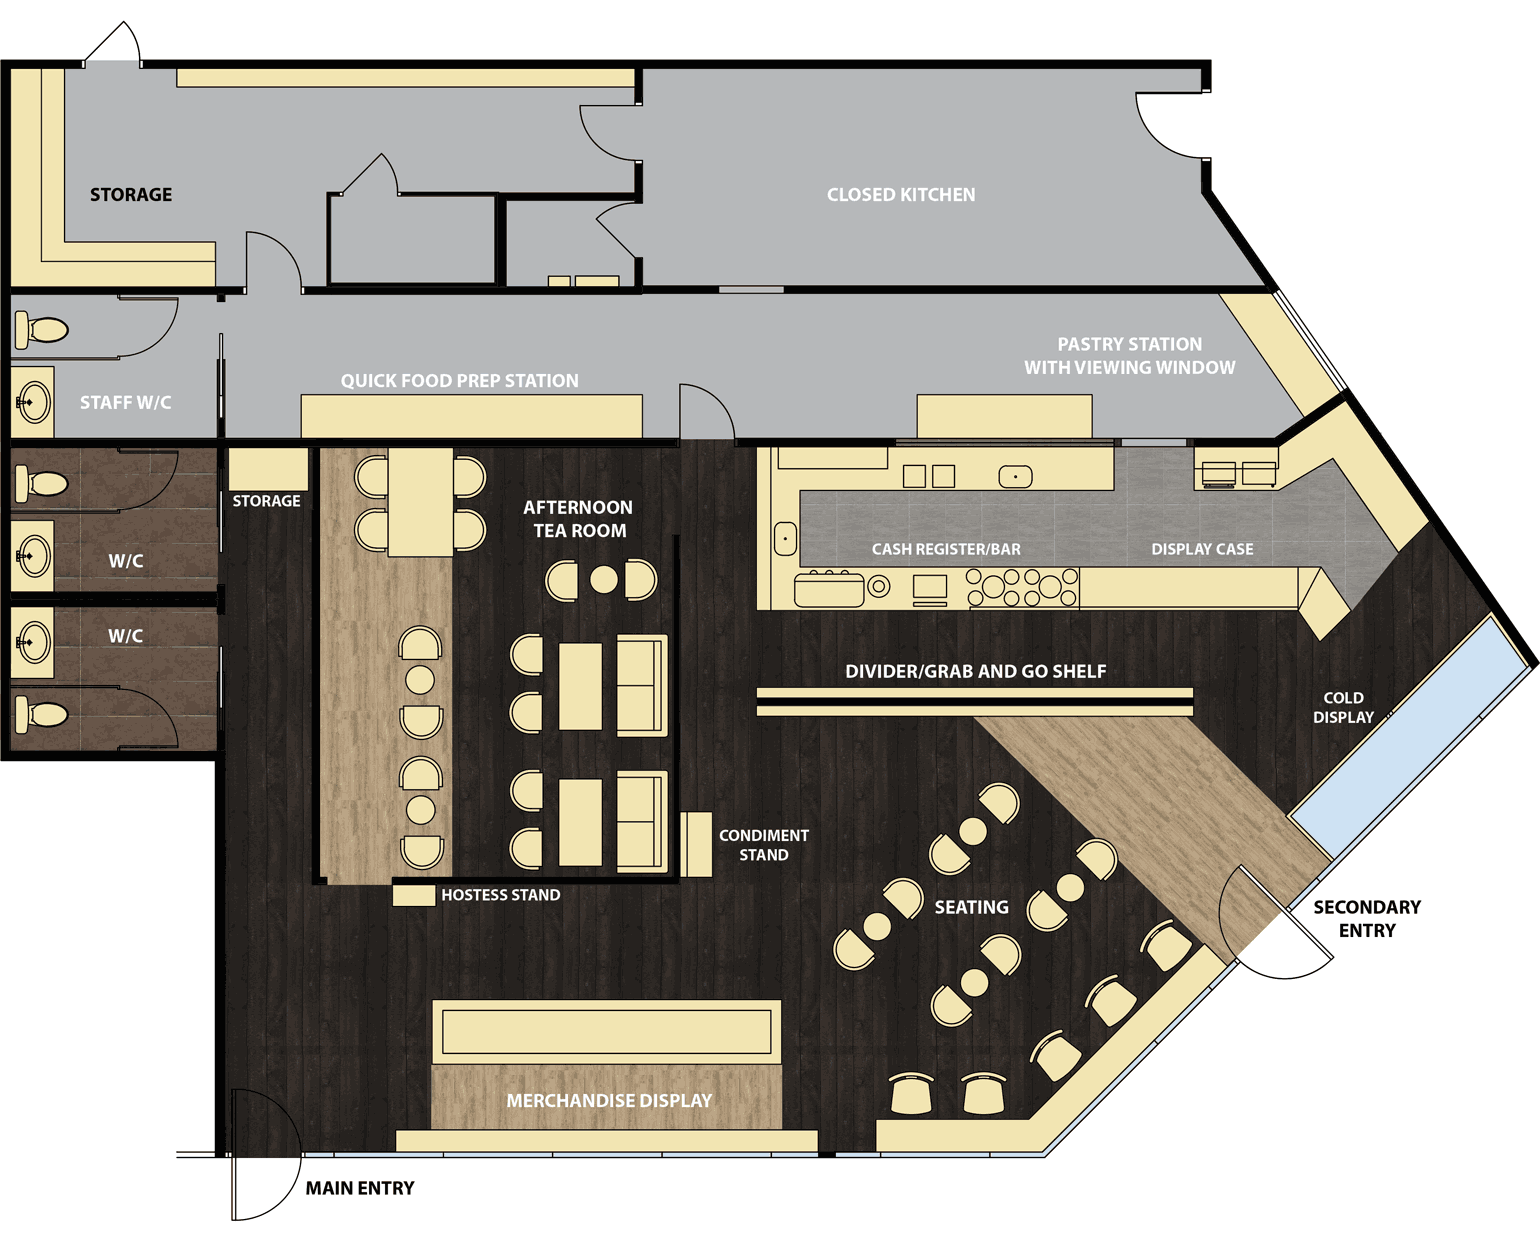 STORAGE
CLOSED KITCHEN
PASTRY STATION
WITH VIEWING WINDOW
QUICK FOOD PREP STATION
STAFF W/C
STORAGE
AFTERNOON
TEA ROOM
W/C
CASH REGISTER/BAR
DISPLAY CASE
W/C
DIVIDER/GRAB AND GO SHELF
COLD
DISPLAY
CONDIMENT
STAND
HOSTESS STAND
SEATING
SECONDARY
ENTRY
MERCHANDISE DISPLAY
MAIN ENTRY